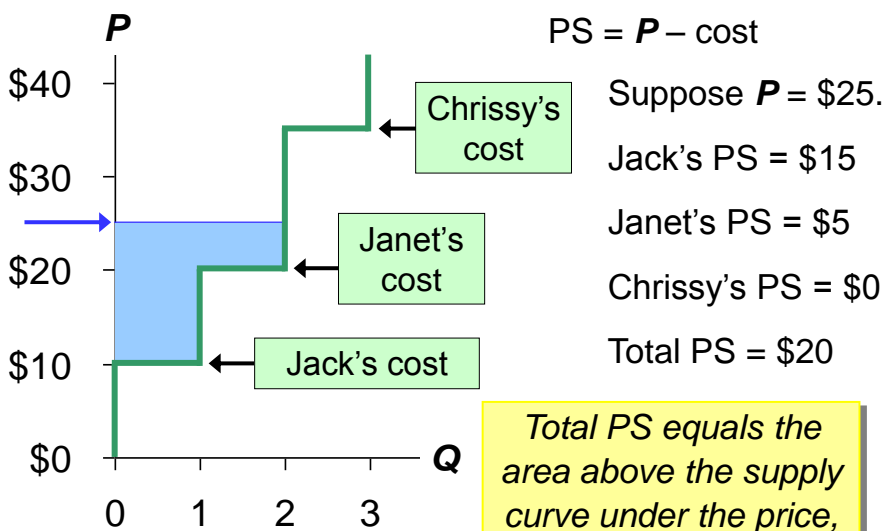 P
PS = P – cost
$40
$30
$20
$10
$0
0 1 2 3
Q
Chrissy's
cost
Janet's
cost
Jack's cost
Suppose P = $25.
Jack's PS = $15
Janet's PS = $5
Chrissy's PS = $0
Total PS = $20
Total PS equals the
area above the supply
curve under the price,